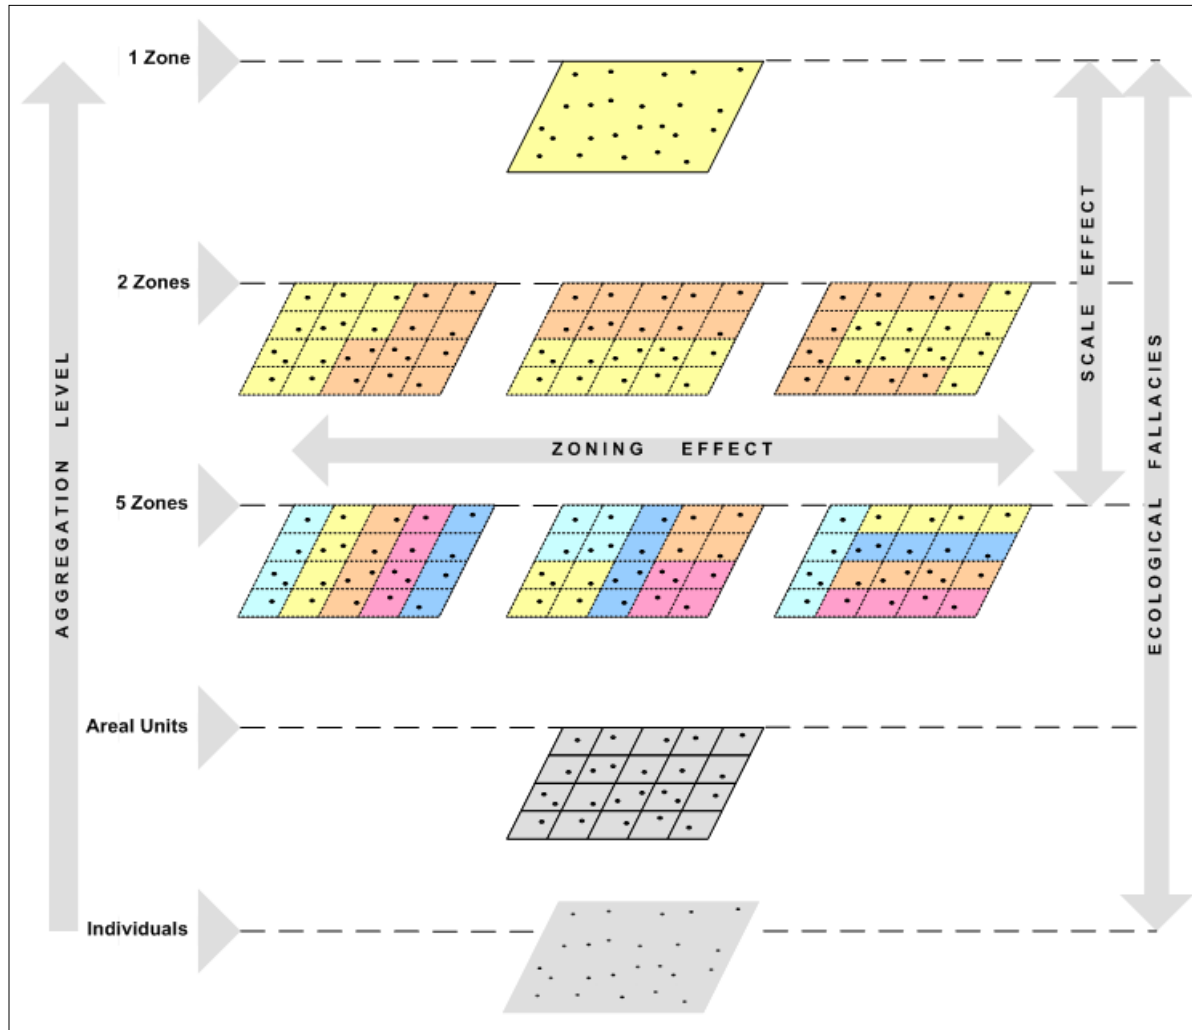 1 Zone
2 Zones
ZONING EFFECT
5 Zones
Areal Units
Individuals
AGGREGATION LEVEL
SCALE EFFECT
ECOLOGICAL FALLACIES